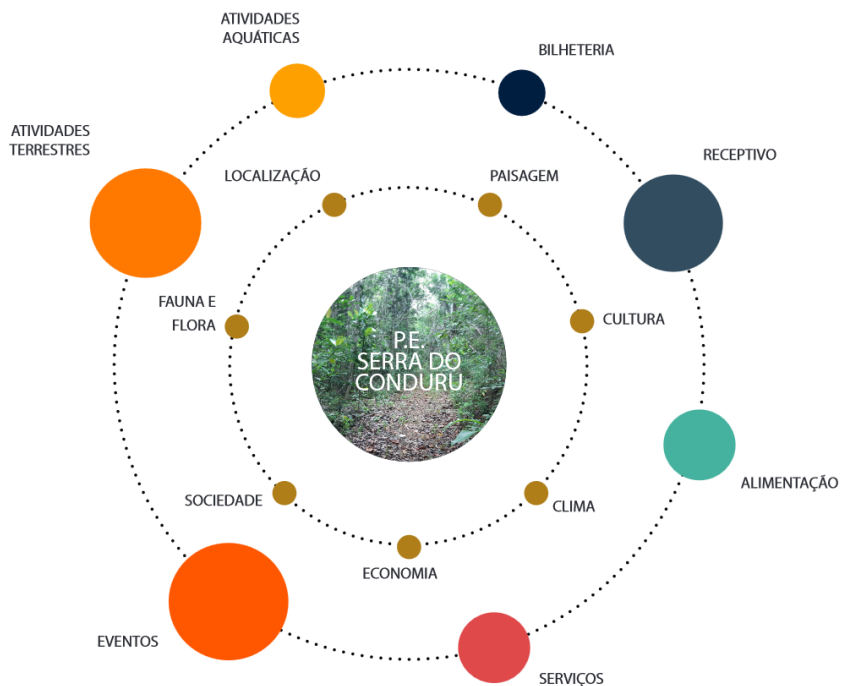 ATIVIDADES
AQUÁTICAS
BILHETERIA
ATIVIDADES
TERRESTRES
RECEPTIVO
LOCALIZAÇÃO
PAISAGEM
FAUNA E
FLORA
CULTURA
P.E.
SERRA DO
CONDURU
SOCIEDADE
CLIMA
ALIMENTAÇÃO
ECONOMIA
EVENTOS
SERVIÇOS